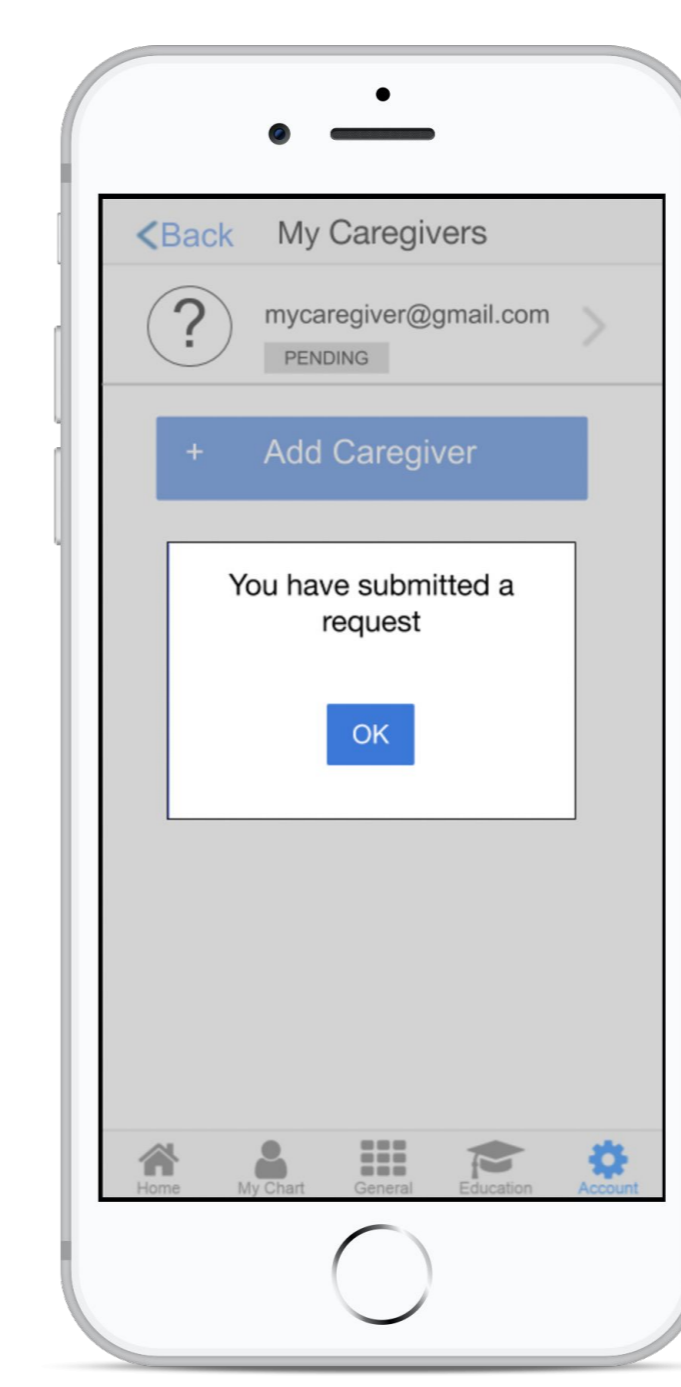 Back My Caregivers
?
mycaregiver@gmail.com
PENDING
+ Add Caregiver
You have submitted a
request
OK
Home My Chart General Education Account